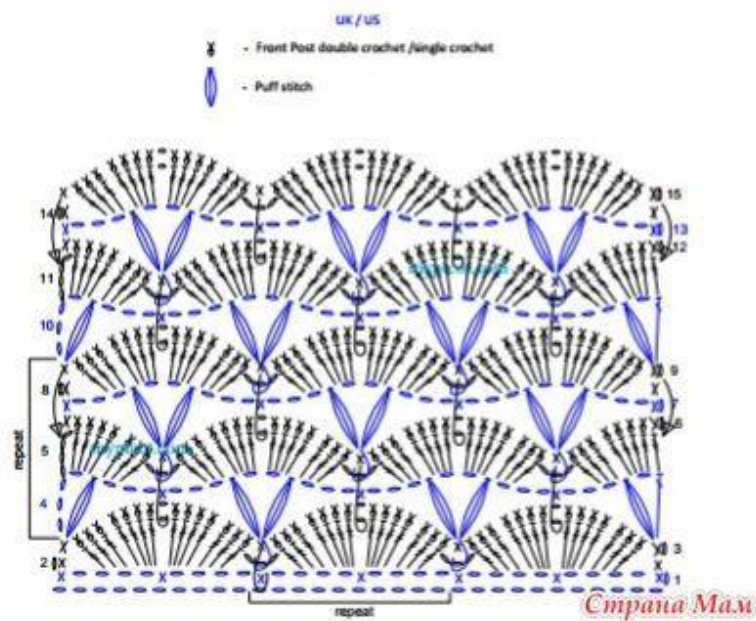 UK / US
- Front Post double crochet /single crochet
- Puff stitch
15
14
13
12
11
10
9
8
7
6
repeat
5
4
3
2
1
repeat
Страна Мам